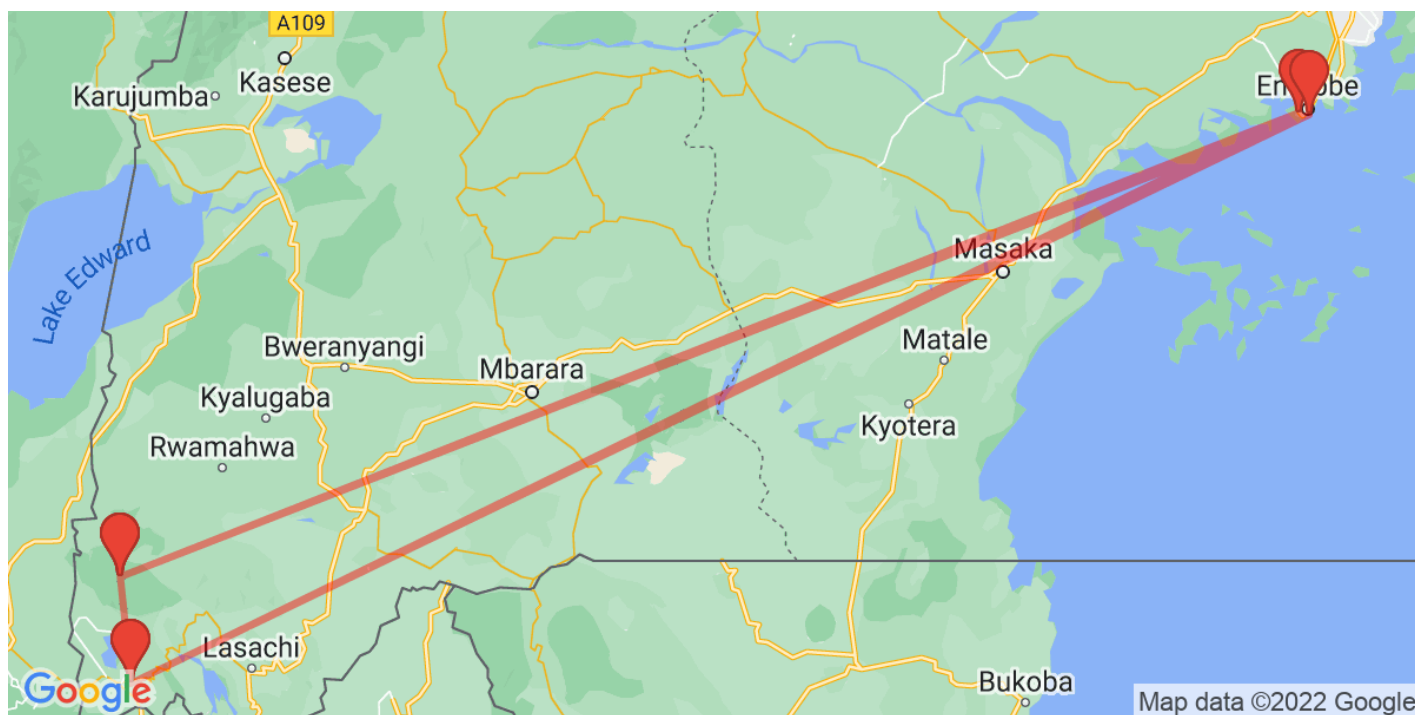 A109
Kasese
Karujumba
Lake Edward
Masaka
Bweranyangi
Matale
Mbarara
Kyalugaba
Kyotera
Rwamahwa
Lasachi
Bukoba
Google
Map data ©2022 Google